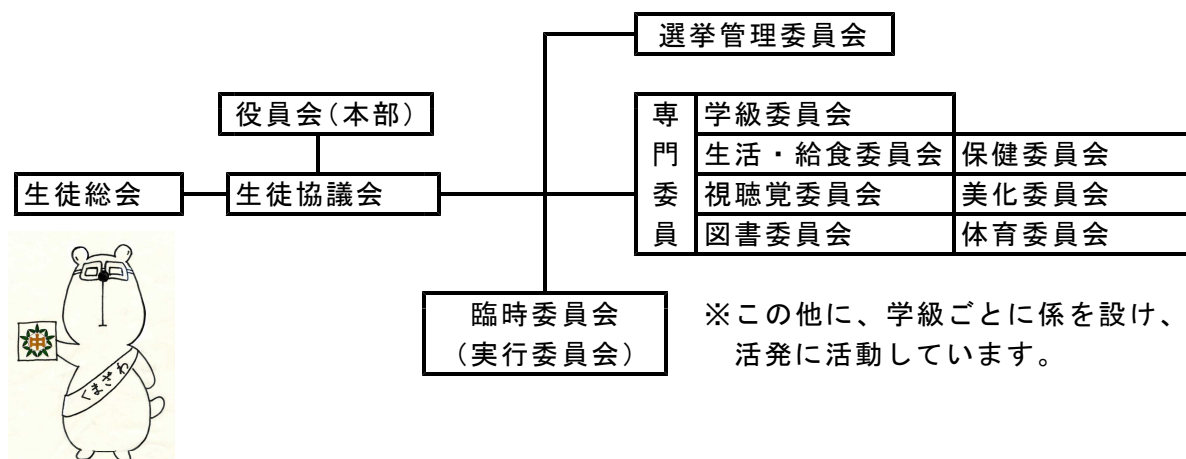 選挙管理委員会
役員会(本部)
専門委員
学級委員会
生活・給食委員会 保健委員会
生徒総会 生徒協議会
視聴覚委員会 美化委員会
図書委員会 体育委員会
臨時委員会
(実行委員会)
※この他に、学級ごとに係を設け、
活発に活動しています。
中
くまざわ